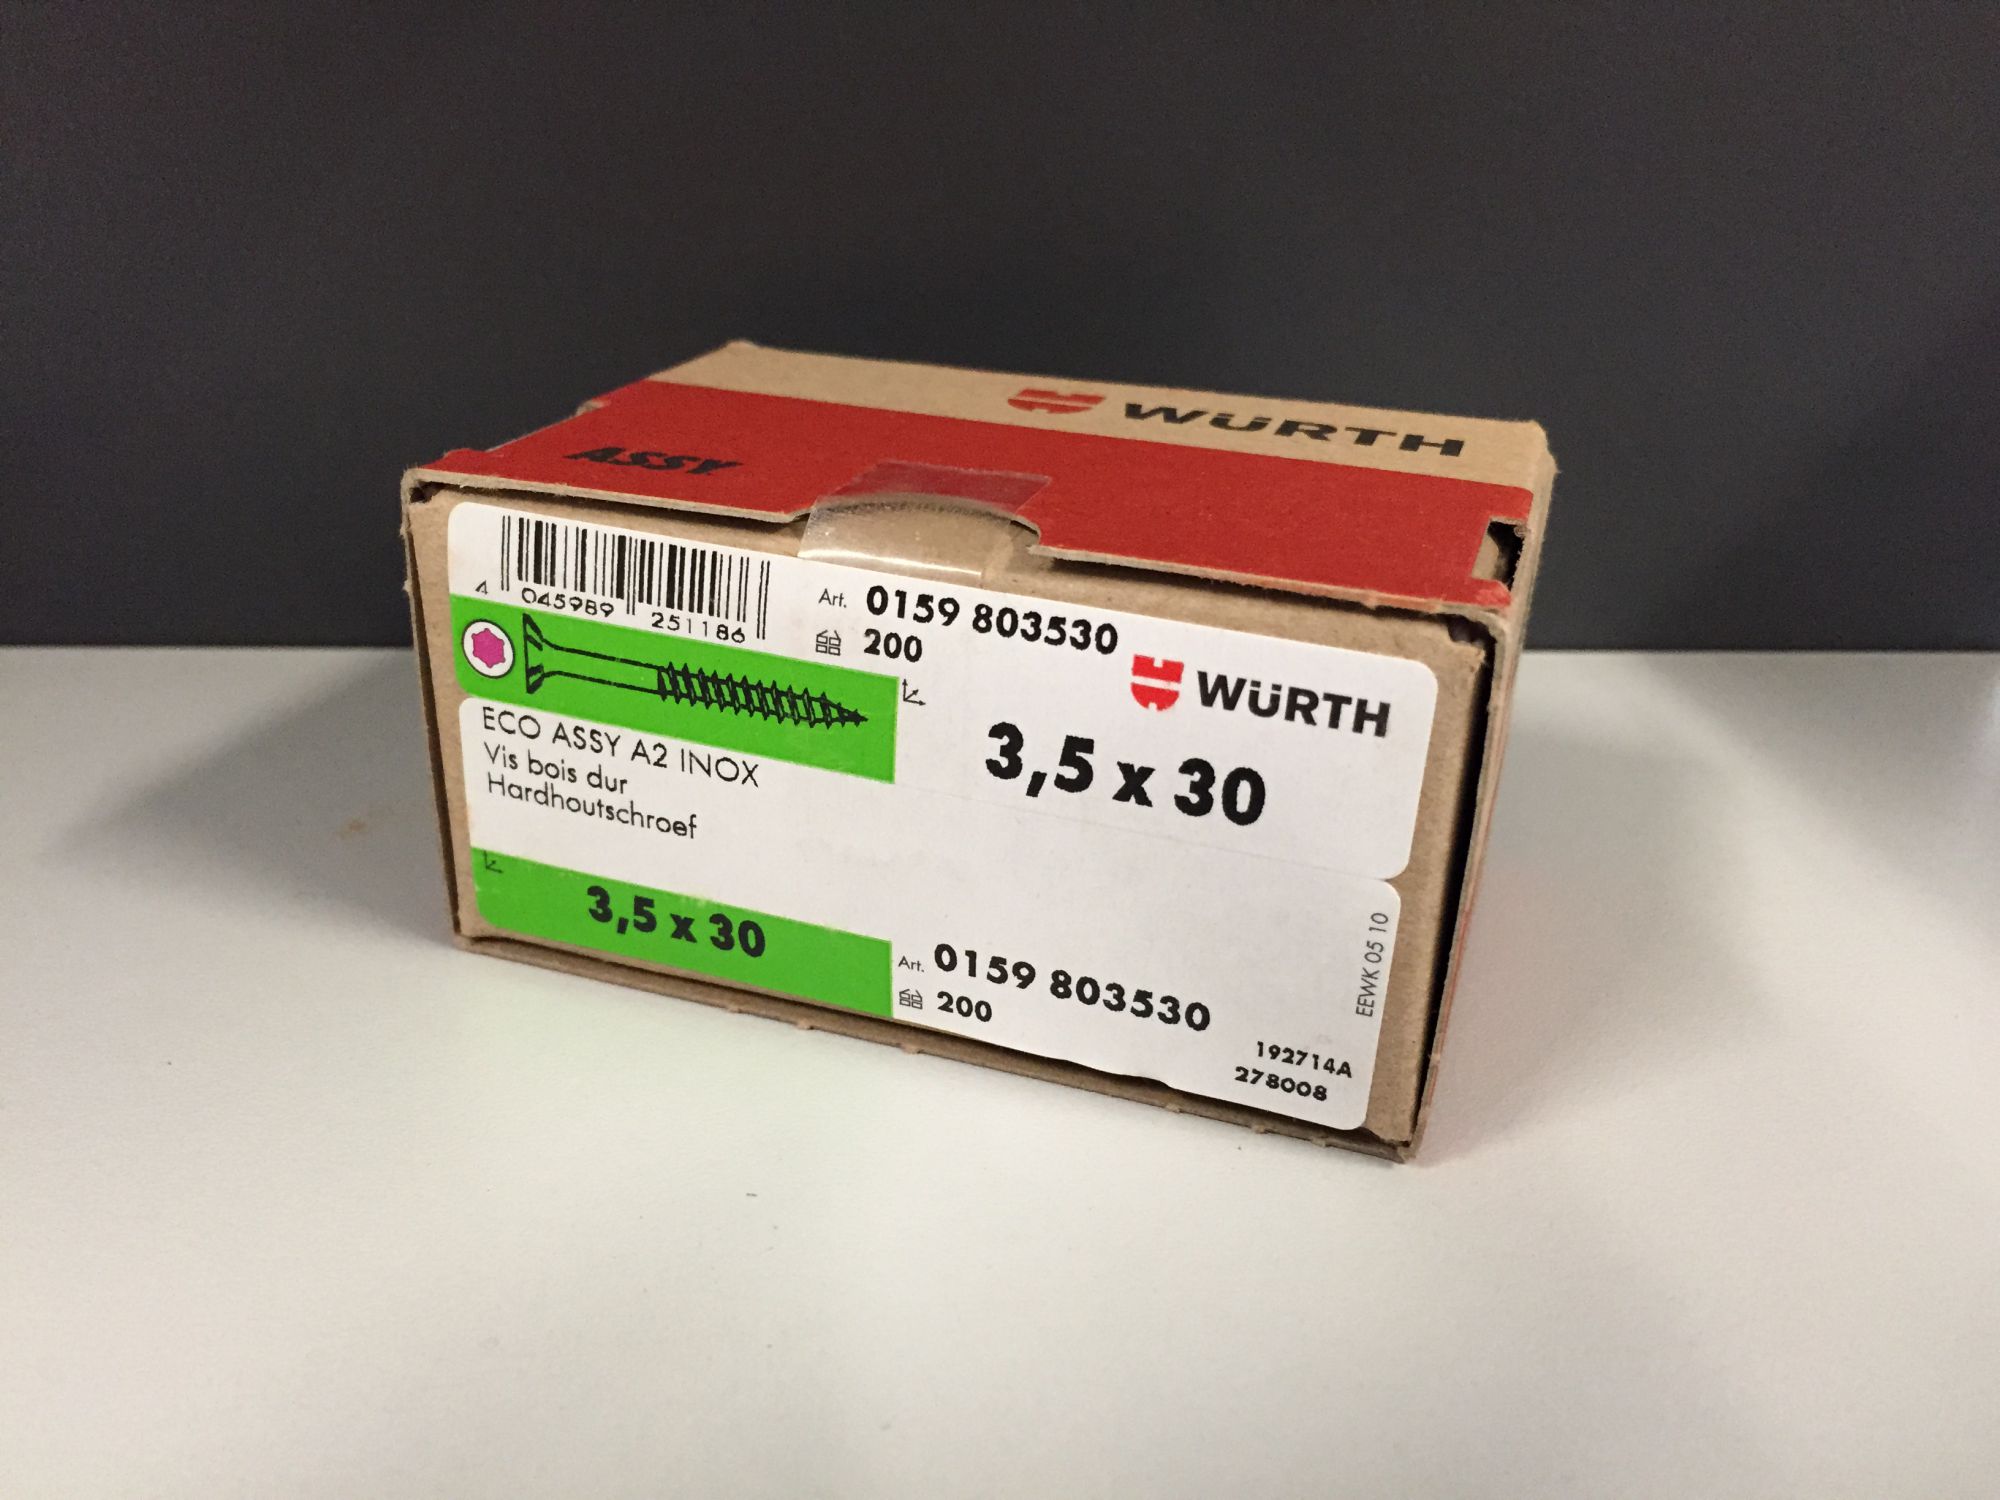 WÜRTH
ASSY
4 045989 251186
Art. 0159 803530
200
WÜRTH
3,5 x 30
ECO ASSY A2 INOX
Vis bois dur
Hardhoutschroef
3,5 x 30
Art. 0159 803530
200
EEWK 05 10
192714A
278008